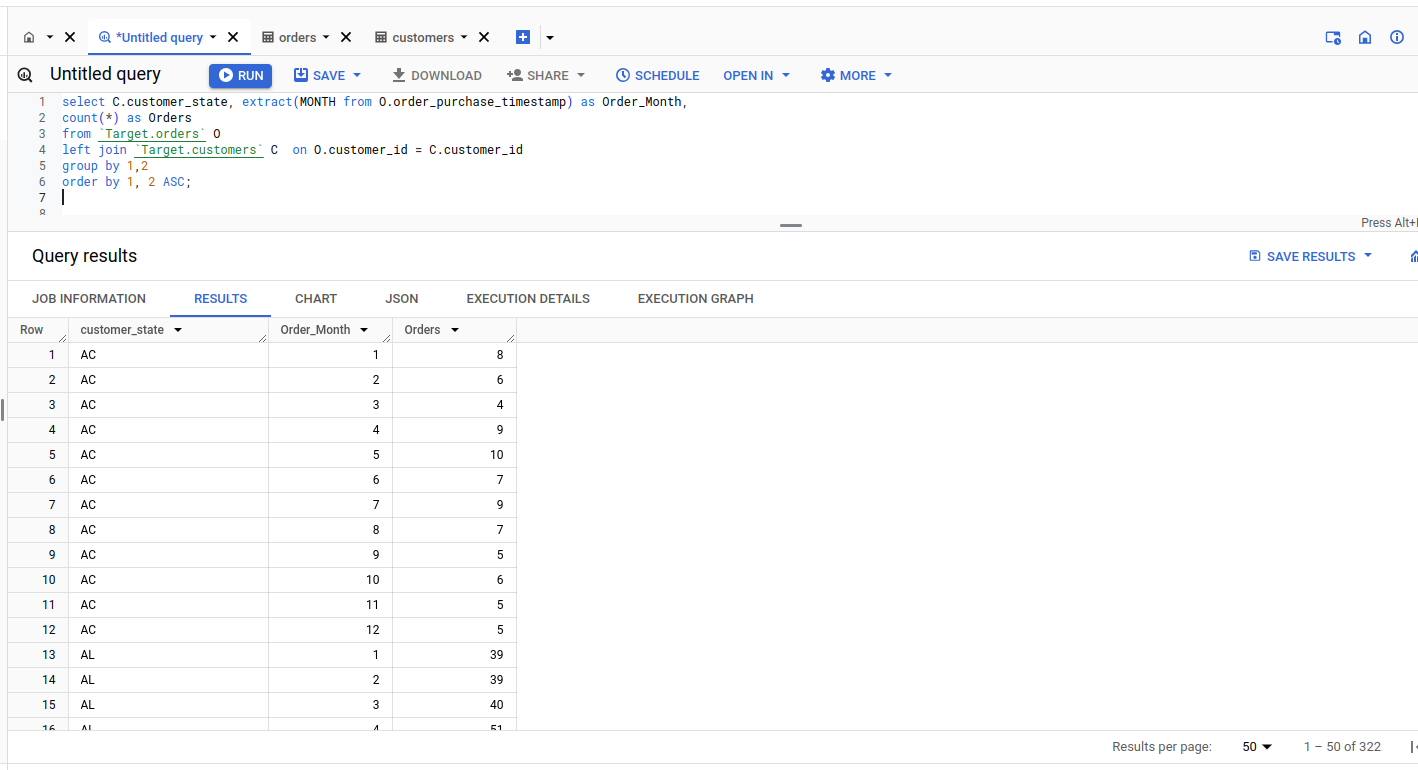 *Untitled query orders customers
Untitled query RUN SAVE DOWNLOAD SHARE SCHEDULE OPEN IN MORE
1 select C.customer_state, extract(MONTH from O.order_purchase_timestamp) as Order_Month,
2 count(*) as Orders
3 from `Target.orders` O
4 left join `Target.customers` C  on O.customer_id = C.customer_id
5 group by 1,2
6 order by 1, 2 ASC;
7
8
Press Alt+
Query results SAVE RESULTS
JOB INFORMATION RESULTS CHART JSON EXECUTION DETAILS EXECUTION GRAPH
Row customer_state Order_Month Orders
1 AC 1 8
2 AC 2 6
3 AC 3 4
4 AC 4 9
5 AC 5 10
6 AC 6 7
7 AC 7 9
8 AC 8 7
9 AC 9 5
10 AC 10 6
11 AC 11 5
12 AC 12 5
13 AL 1 39
14 AL 2 39
15 AL 3 40
16 AL 4 51
Results per page: 50 1 – 50 of 322